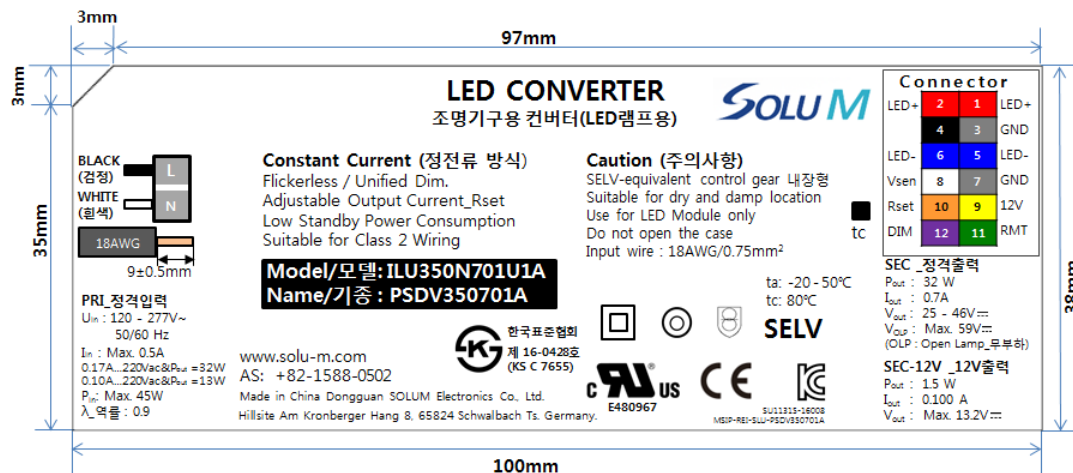 3mm
97mm
3mm
35mm
38mm
100mm
LED CONVERTER
조명기구용 컨버터(LED램프용)
SOLU M
BLACK
(검정)
L
WHITE
(흰색)
N
18AWG
9±0.5mm
PRI_정격입력
Uin : 120 - 277V~
50/60 Hz
Iin : Max. 0.5A
0.17A...220Vac&Pout =32W
0.10A...220Vac&Pout =13W
Pin: Max. 45W
λ_역률 : 0.9
Constant Current (정전류 방식)
Flickerless / Unified Dim.
Adjustable Output Current_Rset
Low Standby Power Consumption
Suitable for Class 2 Wiring
Model/모델: ILU350N701U1A
Name/기종 : PSDV350701A
www.solu-m.com
AS: +82-1588-0502
Made in China Dongguan SOLUM Electronics Co., Ltd.
Hillsite Am Kronberger Hang 8, 65824 Schwalbach Ts. Germany.
한국표준협회
제 16-0428호
(KS C 7655)
Caution (주의사항)
SELV-equivalent control gear 내장형
Suitable for dry and damp location
Use for LED Module only
Do not open the case
Input wire : 18AWG/0.75mm²
tc
ta: -20 - 50℃
tc: 80℃
SELV
c RU US
E480967
CE
SU11315-16008
MSIP-REI-SLU-PSDV350701A
Connector
LED+ 2 1 LED+
4 3 GND
LED- 6 5 LED-
Vsen 8 7 GND
Rset 10 9 12V
DIM 12 11 RMT
SEC _정격출력
Pout : 32 W
Iout : 0.7A
Vout : 25 - 46V⎓
VOLP : Max. 59V⎓
(OLP : Open Lamp_무부하)
SEC-12V _12V출력
Pout : 1.5 W
Iout : 0.100 A
Vout : Max. 13.2V⎓